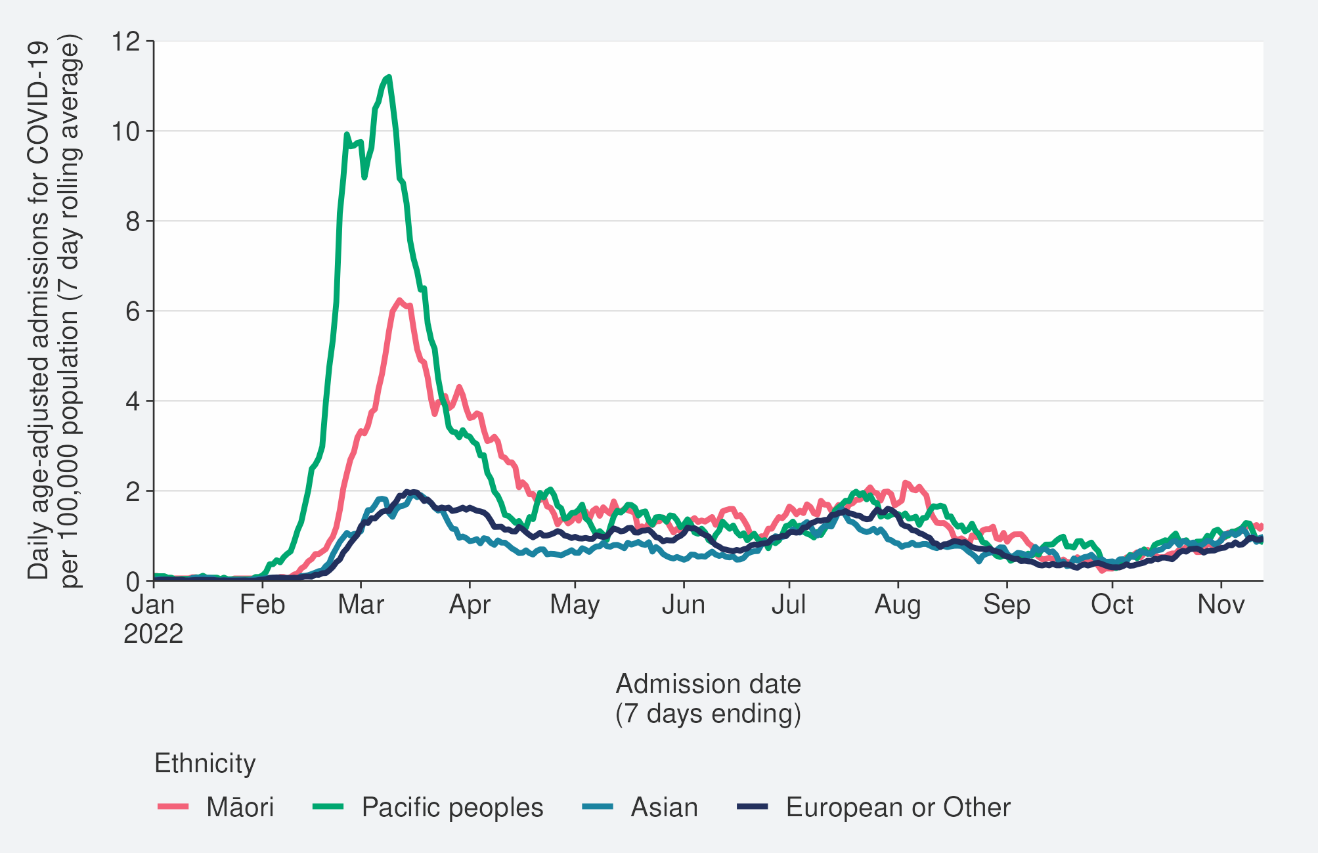 Daily age-adjusted admissions for COVID-19
per 100,000 population (7 day rolling average)
12
10
8
6
4
2
0
Jan Feb Mar Apr May Jun Jul Aug Sep Oct Nov
2022
Admission date
(7 days ending)
Ethnicity
Māori Pacific peoples Asian European or Other